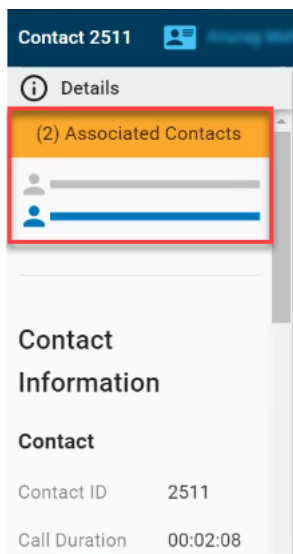 Contact 2511
Details
(2) Associated Contacts
Contact
Information
Contact
Contact ID 2511
Call Duration 00:02:08